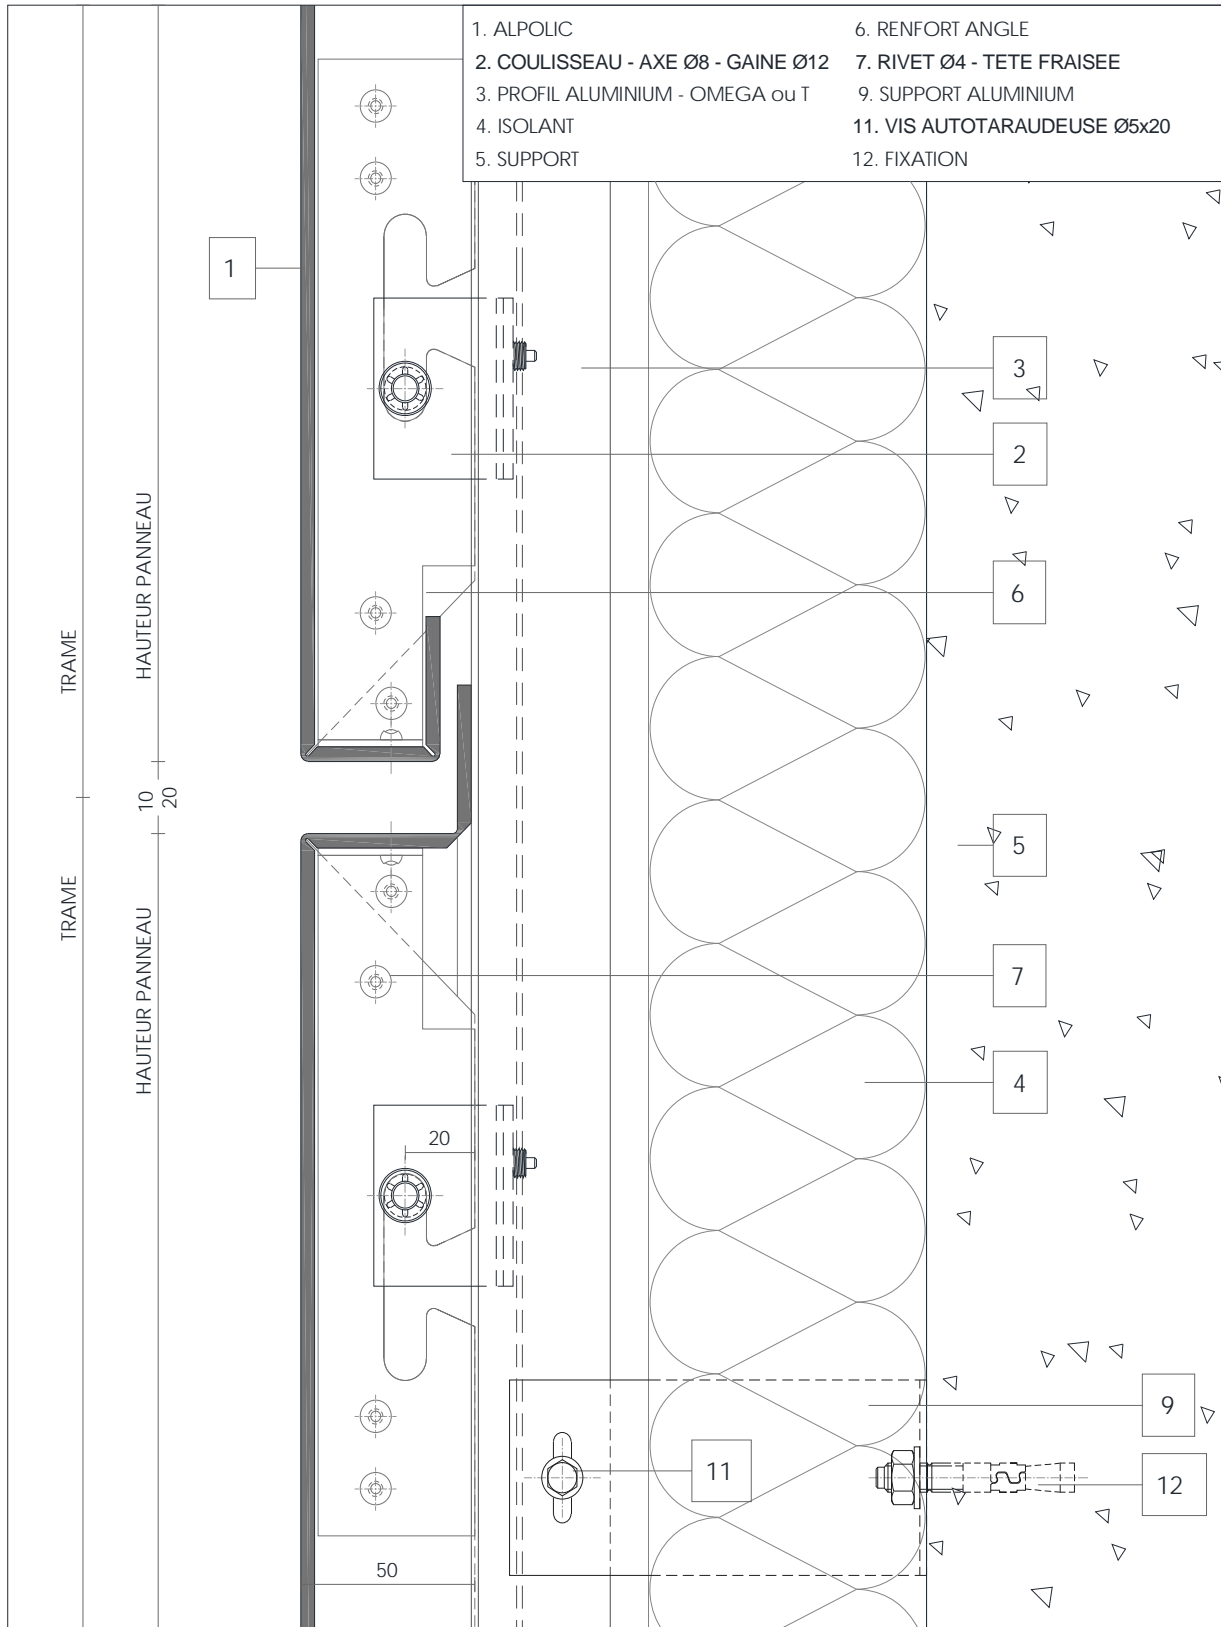 1. ALPOLIC
2. COULISSEAU - AXE Ø8 - GAINE Ø12
3. PROFIL ALUMINIUM - OMEGA ou T
4. ISOLANT
5. SUPPORT
6. RENFORT ANGLE
7. RIVET Ø4 - TETE FRAISEE
9. SUPPORT ALUMINIUM
11. VIS AUTOTARAUDEUSE Ø5x20
12. FIXATION
1
3
2
6
5
7
4
9
11
12
TRAME
HAUTEUR PANNEAU
10
20
TRAME
HAUTEUR PANNEAU
20
50